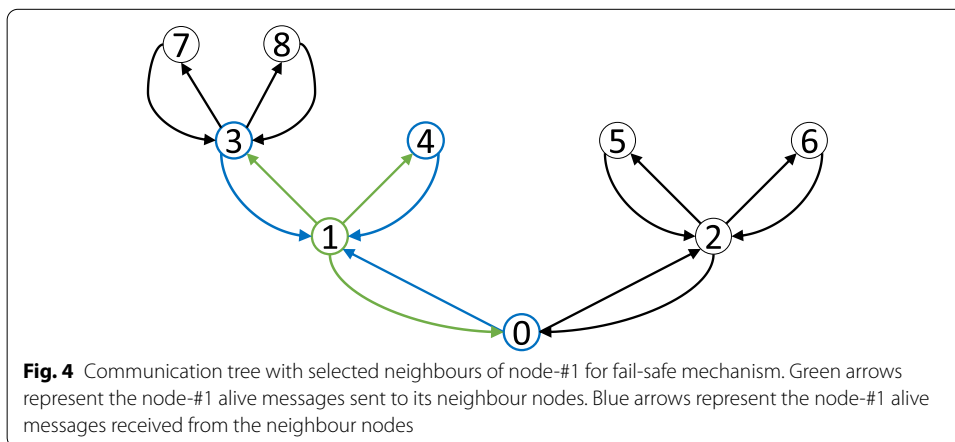 7 8
3 4 5 6
1 2
0
Fig. 4 Communication tree with selected neighbours of node-#1 for fail-safe mechanism. Green arrows
represent the node-#1 alive messages sent to its neighbour nodes. Blue arrows represent the node-#1 alive
messages received from the neighbour nodes